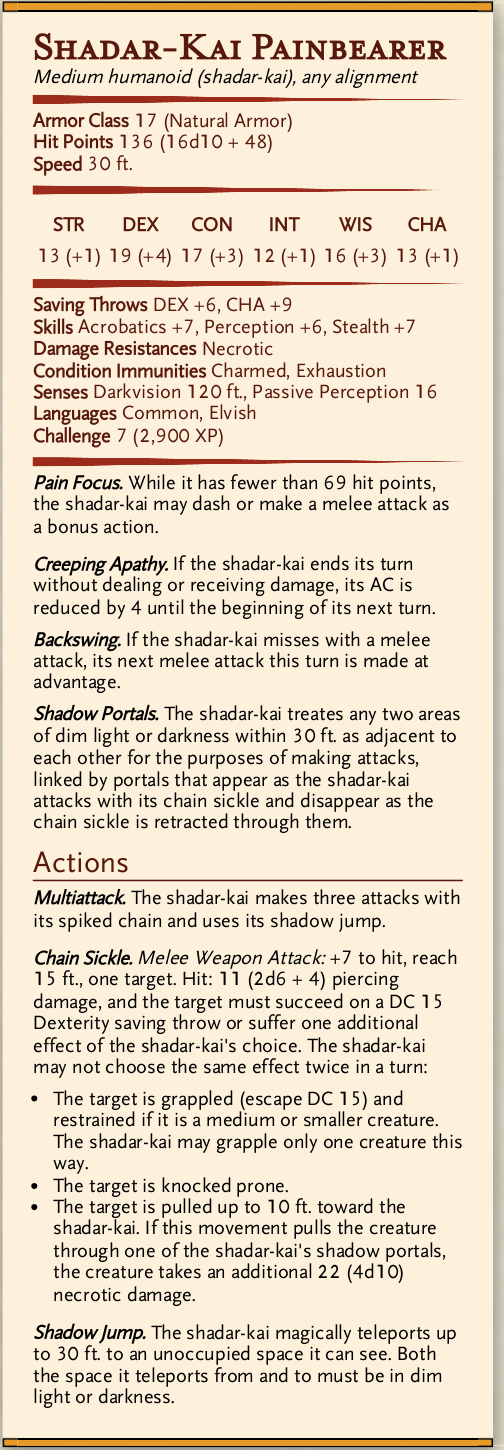 Shadar-Kai Painbearer
Medium humanoid (shadar-kai), any alignment
Armor Class 17 (Natural Armor)
Hit Points 136 (16d10 + 48)
Speed 30 ft.
STR DEX CON INT WIS CHA
13 (+1) 19 (+4) 17 (+3) 12 (+1) 16 (+3) 13 (+1)
Saving Throws DEX +6, CHA +9
Skills Acrobatics +7, Perception +6, Stealth +7
Damage Resistances Necrotic
Condition Immunities Charmed, Exhaustion
Senses Darkvision 120 ft., Passive Perception 16
Languages Common, Elvish
Challenge 7 (2,900 XP)
Pain Focus. While it has fewer than 69 hit points,
the shadar-kai may dash or make a melee attack as
a bonus action.
Creeping Apathy. If the shadar-kai ends its turn
without dealing or receiving damage, its AC is
reduced by 4 until the beginning of its next turn.
Backswing. If the shadar-kai misses with a melee
attack, its next melee attack this turn is made at
advantage.
Shadow Portals. The shadar-kai treats any two areas
of dim light or darkness within 30 ft. as adjacent to
each other for the purposes of making attacks,
linked by portals that appear as the shadar-kai
attacks with its chain sickle and disappear as the
chain sickle is retracted through them.
Actions
Multiattack. The shadar-kai makes three attacks with
its spiked chain and uses its shadow jump.
Chain Sickle. Melee Weapon Attack: +7 to hit, reach
15 ft., one target. Hit: 11 (2d6 + 4) piercing
damage, and the target must succeed on a DC 15
Dexterity saving throw or suffer one additional
effect of the shadar-kai's choice. The shadar-kai
may not choose the same effect twice in a turn:
• The target is grappled (escape DC 15) and
restrained if it is a medium or smaller creature.
The shadar-kai may grapple only one creature this
way.
• The target is knocked prone.
• The target is pulled up to 10 ft. toward the
shadar-kai. If this movement pulls the creature
through one of the shadar-kai's shadow portals,
the creature takes an additional 22 (4d10)
necrotic damage.
Shadow Jump. The shadar-kai magically teleports up
to 30 ft. to an unoccupied space it can see. Both
the space it teleports from and to must be in dim
light or darkness.